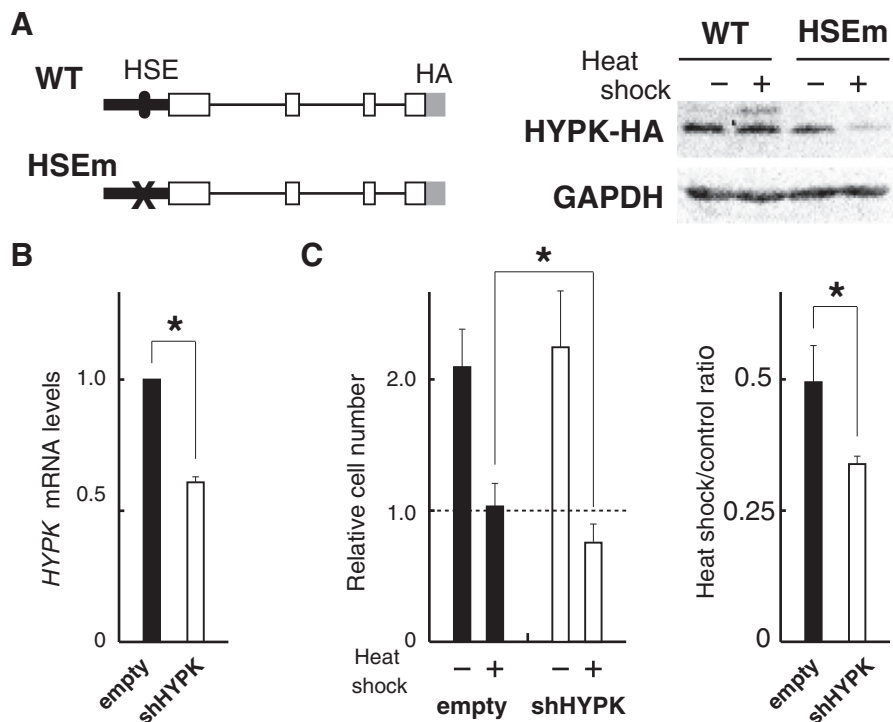 A
WT
HSE
HA
HSEm
WT
HSEm
Heat
shock
− + − +
HYPK-HA
GAPDH
B
*
HYPK mRNA levels
1.0
0.5
0
empty
shHYPK
C
*
Relative cell number
2.0
1.0
0
Heat
shock
− + − +
empty shHYPK
*
Heat shock/control ratio
0.5
0.25
0
empty
shHYPK